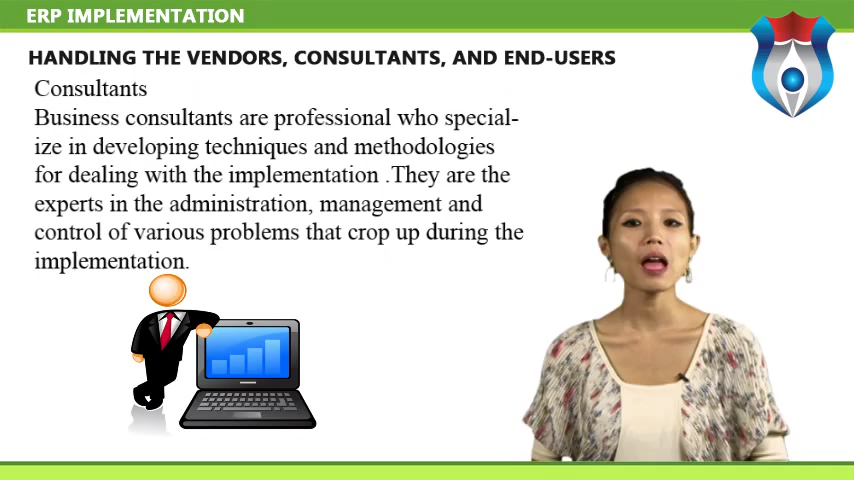 ERP IMPLEMENTATION
HANDLING THE VENDORS, CONSULTANTS, AND END-USERS
Consultants
Business consultants are professional who special-
ize in developing techniques and methodologies
for dealing with the implementation .They are the
experts in the administration, management and
control of various problems that crop up during the
implementation.